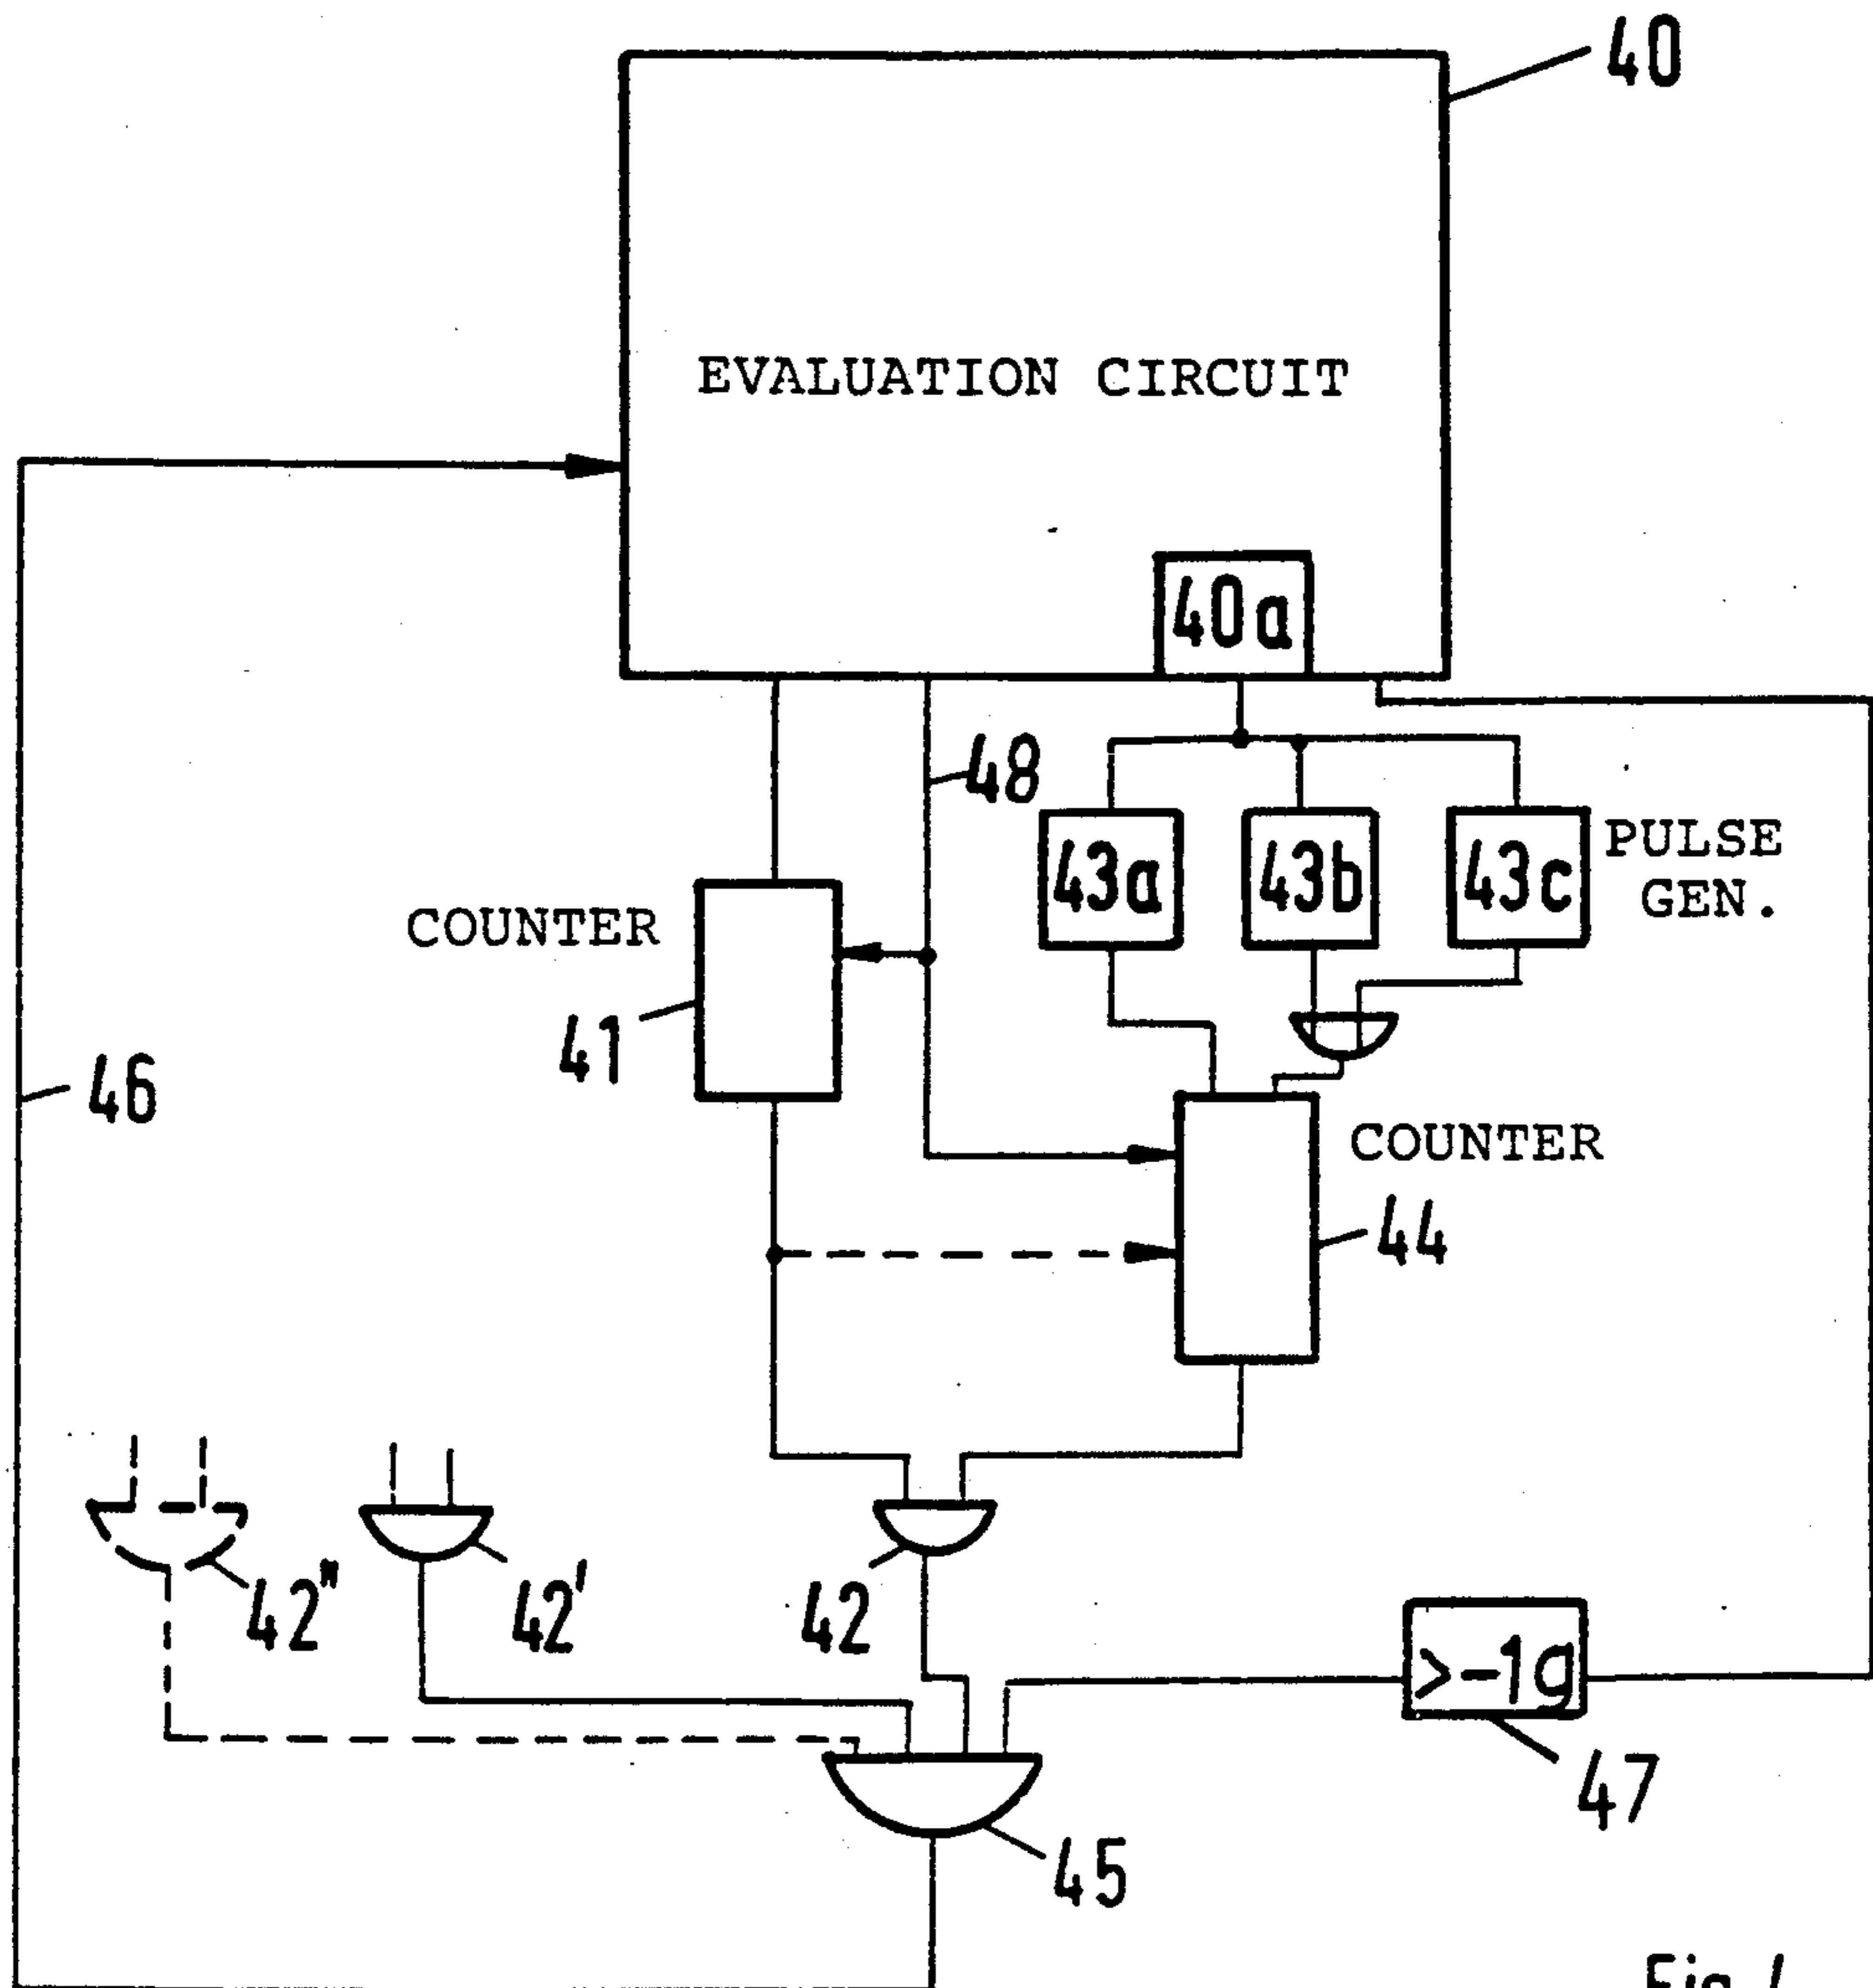 40
EVALUATION CIRCUIT
40a
48
43a
43b
43c
PULSE
GEN.
COUNTER
41
46
COUNTER
44
42"
42'
42
>-1g
47
45